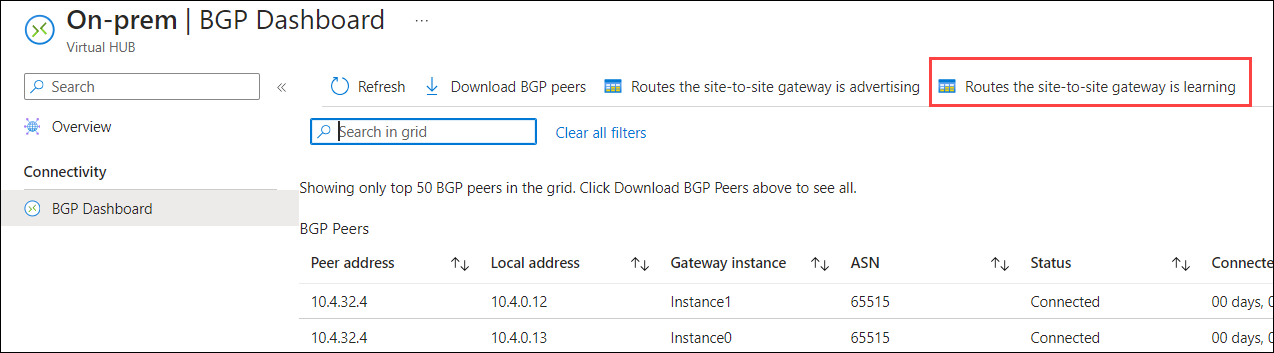 On-prem | BGP Dashboard ...
Virtual HUB
Search «
Refresh Download BGP peers Routes the site-to-site gateway is advertising Routes the site-to-site gateway is learning
Overview
Search in grid Clear all filters
Connectivity
Showing only top 50 BGP peers in the grid. Click Download BGP Peers above to see all.
BGP Dashboard
BGP Peers
Peer address Local address Gateway instance ASN Status Connecte
10.4.32.4 10.4.0.12 Instance1 65515 Connected 00 days, 0
10.4.32.4 10.4.0.13 Instance0 65515 Connected 00 days, 0